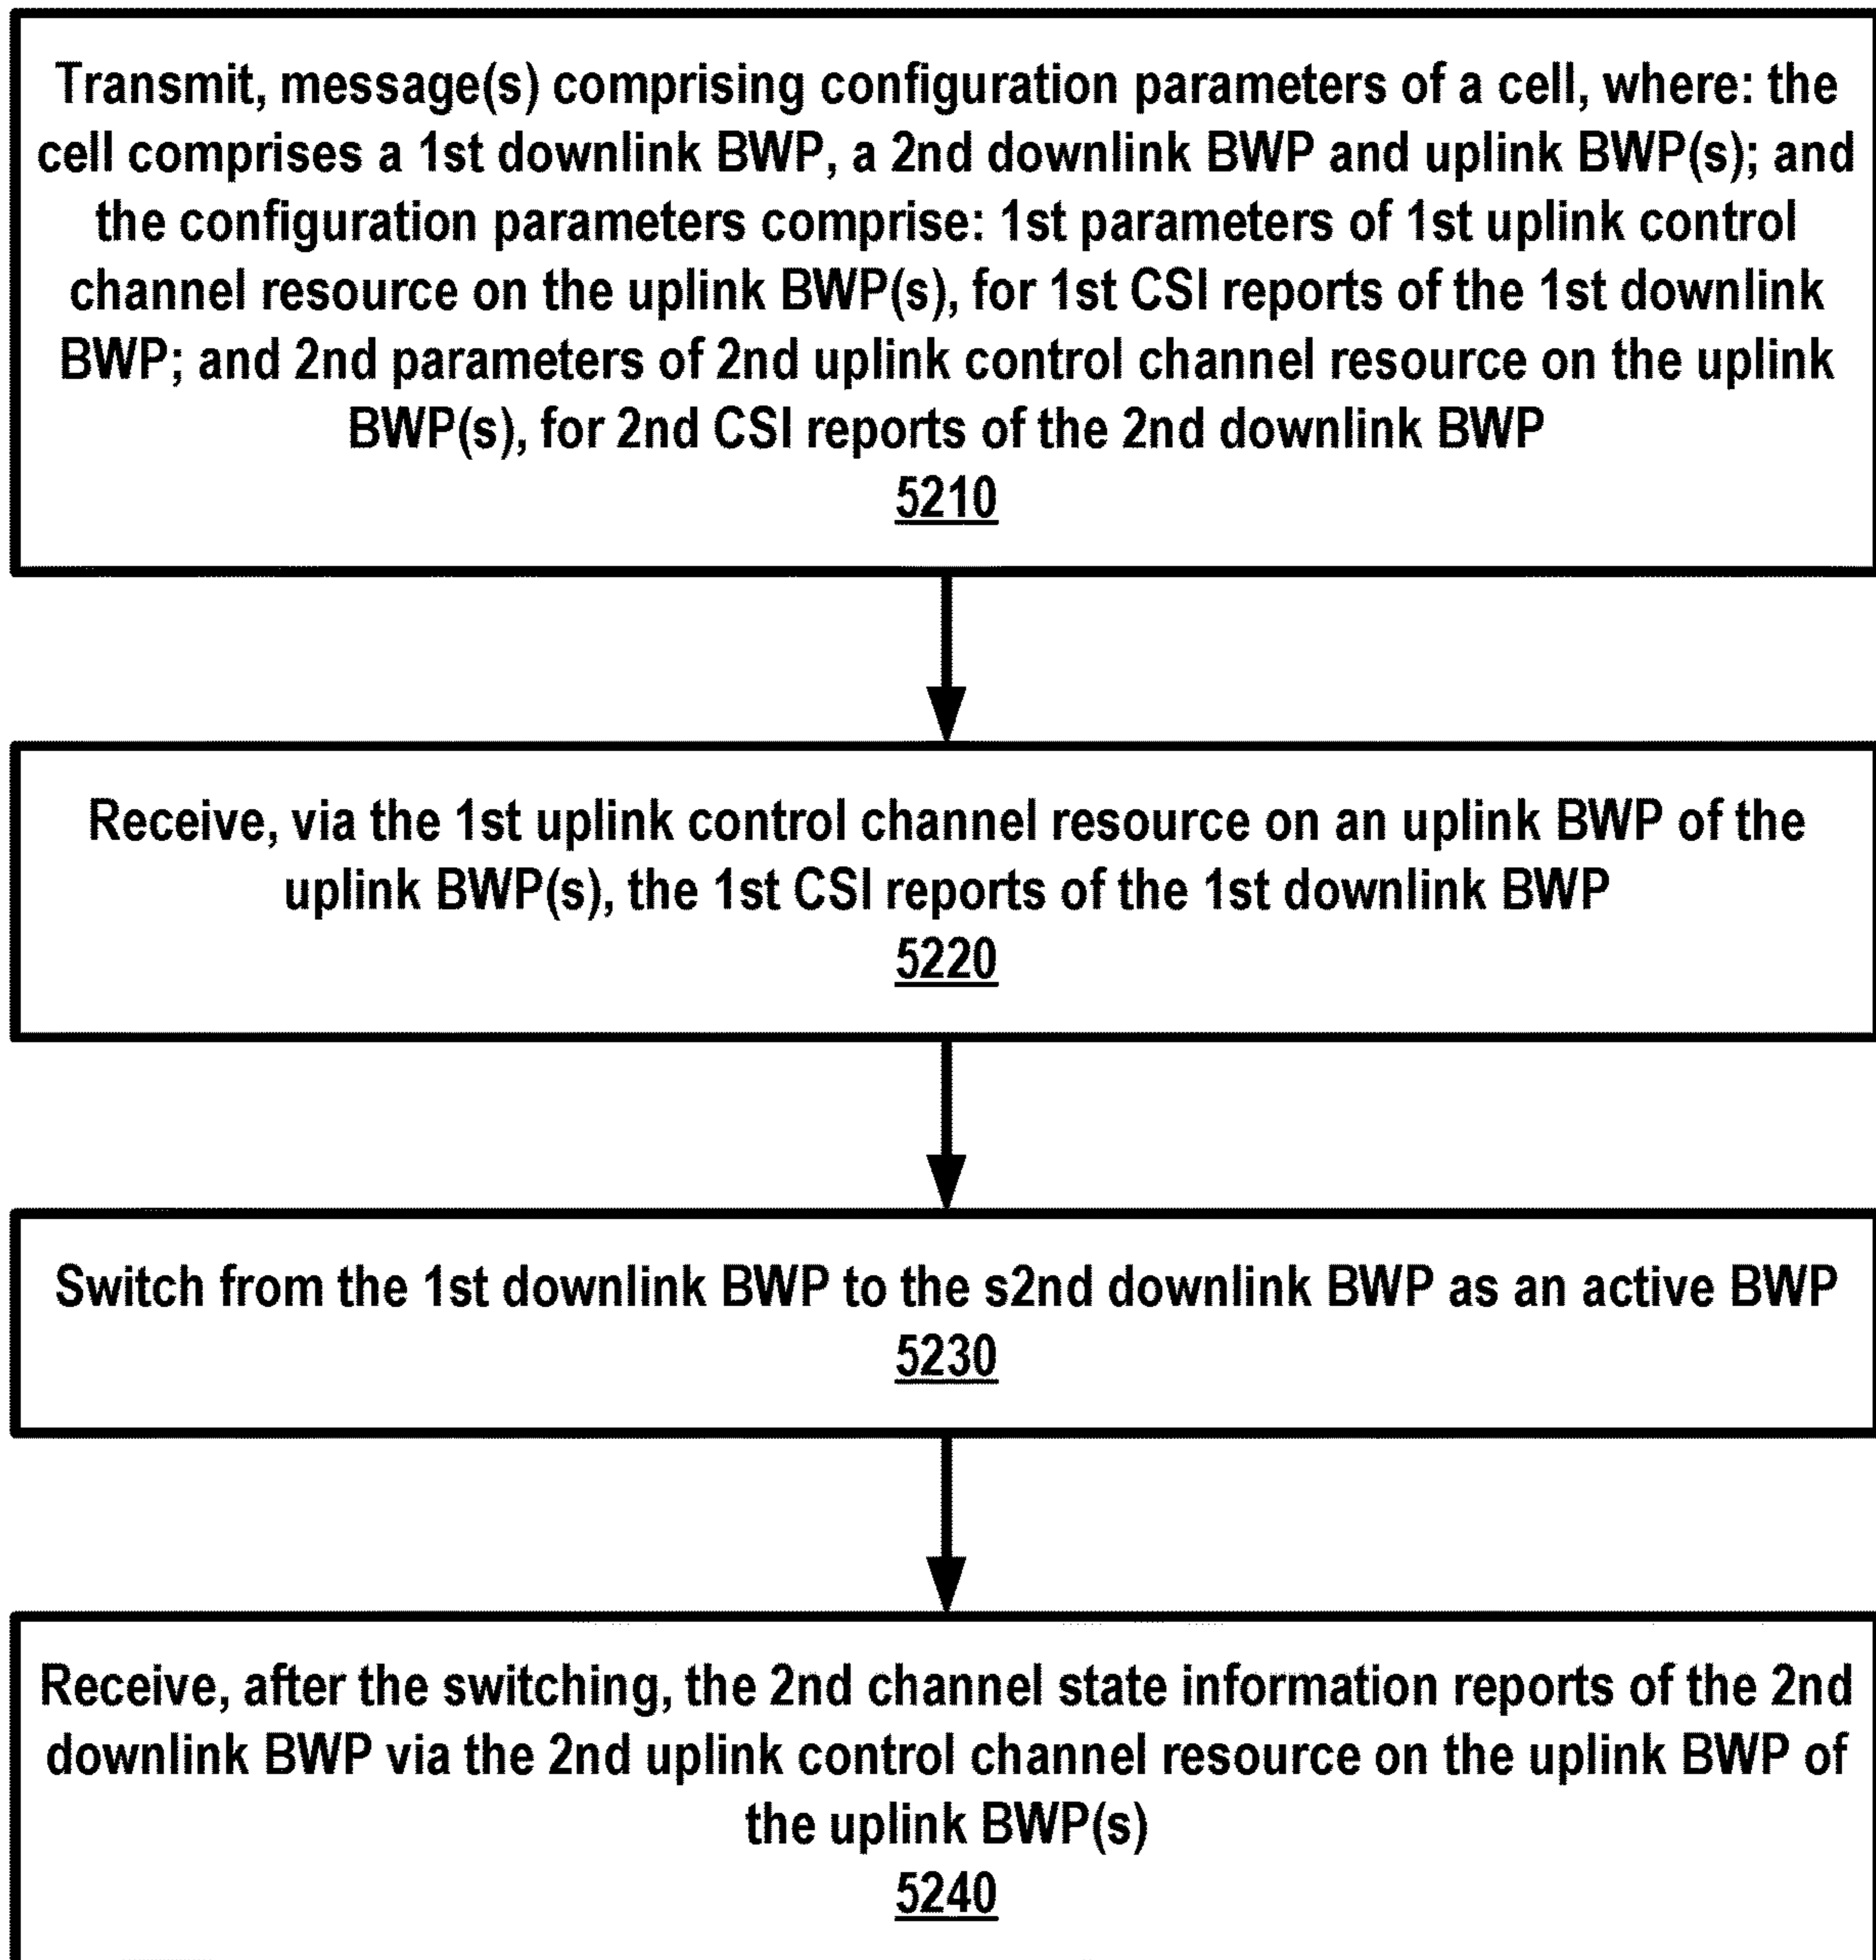 Transmit, message(s) comprising configuration parameters of a cell, where: the
cell comprises a 1st downlink BWP, a 2nd downlink BWP and uplink BWP(s); and
the configuration parameters comprise: 1st parameters of 1st uplink control
channel resource on the uplink BWP(s), for 1st CSI reports of the 1st downlink
BWP; and 2nd parameters of 2nd uplink control channel resource on the uplink
BWP(s), for 2nd CSI reports of the 2nd downlink BWP
5210
Receive, via the 1st uplink control channel resource on an uplink BWP of the
uplink BWP(s), the 1st CSI reports of the 1st downlink BWP
5220
Switch from the 1st downlink BWP to the s2nd downlink BWP as an active BWP
5230
Receive, after the switching, the 2nd channel state information reports of the 2nd
downlink BWP via the 2nd uplink control channel resource on the uplink BWP of
the uplink BWP(s)
5240